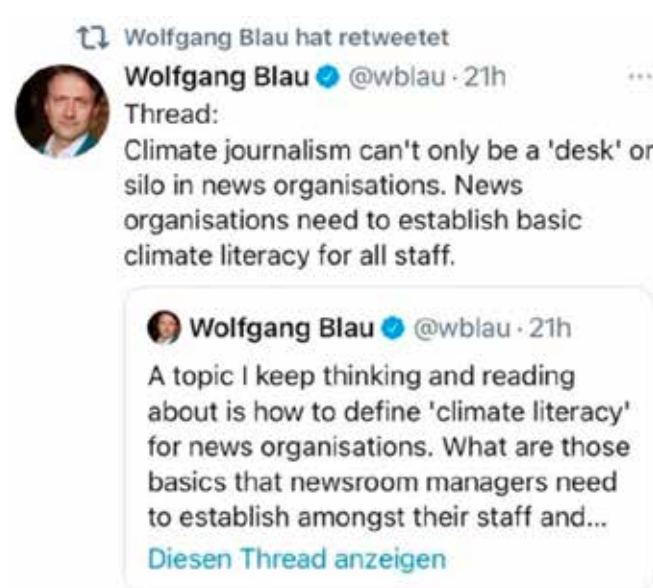 Wolfgang Blau hat retweetet
Wolfgang Blau @wblau · 21h
Thread:
Climate journalism can't only be a 'desk' or
silo in news organisations. News
organisations need to establish basic
climate literacy for all staff.
Wolfgang Blau @wblau · 21h
A topic I keep thinking and reading
about is how to define 'climate literacy'
for news organisations. What are those
basics that newsroom managers need
to establish amongst their staff and...
Diesen Thread anzeigen